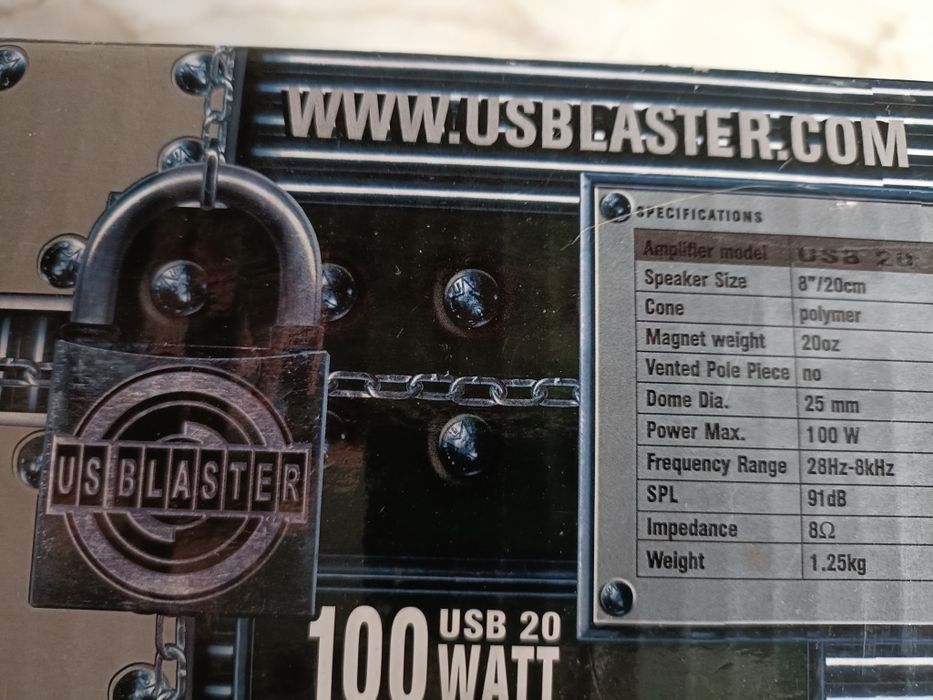 WWW.USBLASTER.COM
SPECIFICATIONS
Amplifier model USB 20
Speaker Size 8"/20cm
Cone polymer
Magnet weight 20oz
Vented Pole Piece no
Dome Dia. 25 mm
Power Max. 100 W
Frequency Range 28Hz-8kHz
SPL 91dB
Impedance 8Ω
Weight 1.25kg
US BLASTER
100 USB 20
WATT